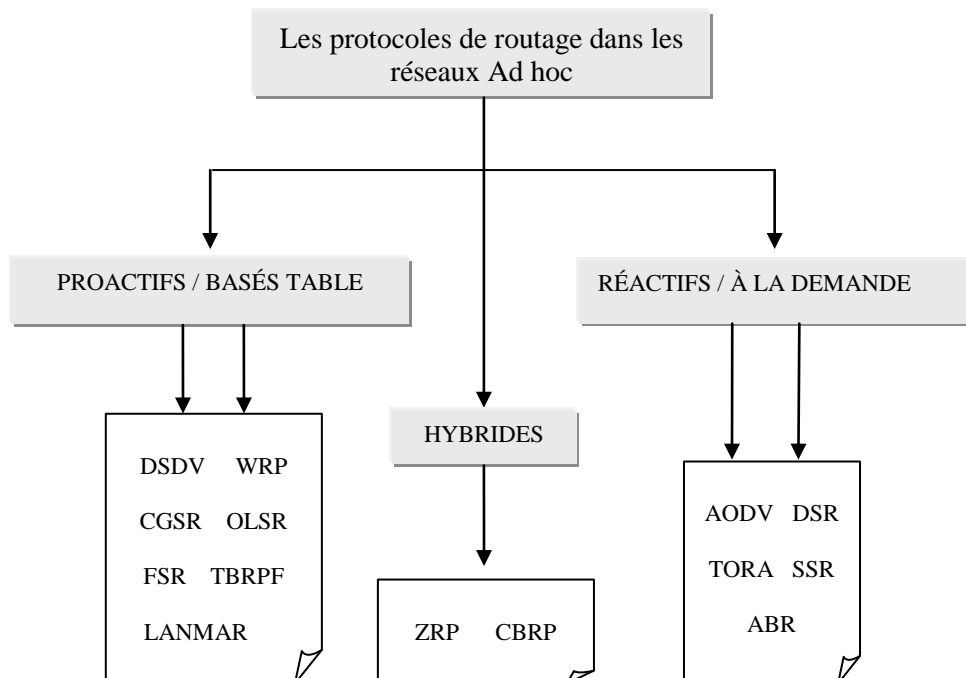 Les protocoles de routage dans les
réseaux Ad hoc
PROACTIFS / BASÉS TABLE
RÉACTIFS / À LA DEMANDE
HYBRIDES
DSDV WRP
CGSR OLSR
FSR TBRPF
LANMAR
ZRP CBRP
AODV DSR
TORA SSR
ABR